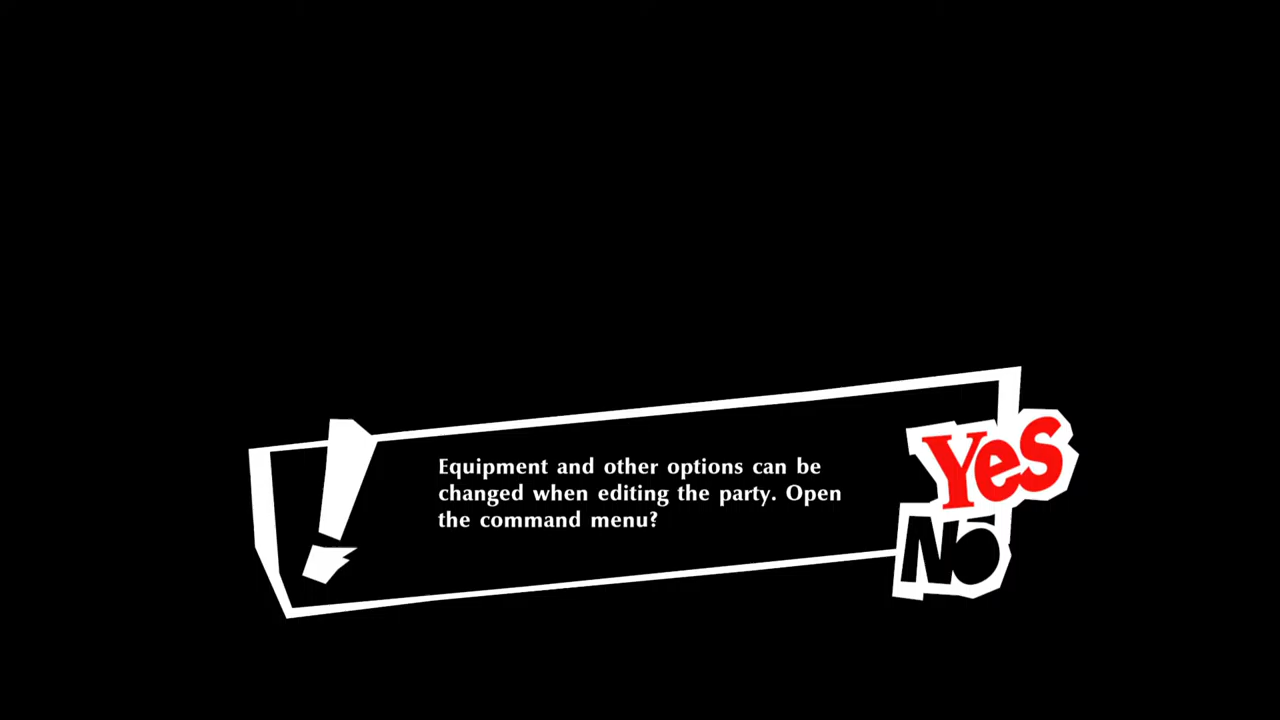 Equipment and other options can be
changed when editing the party. Open
the command menu?
Yes
No